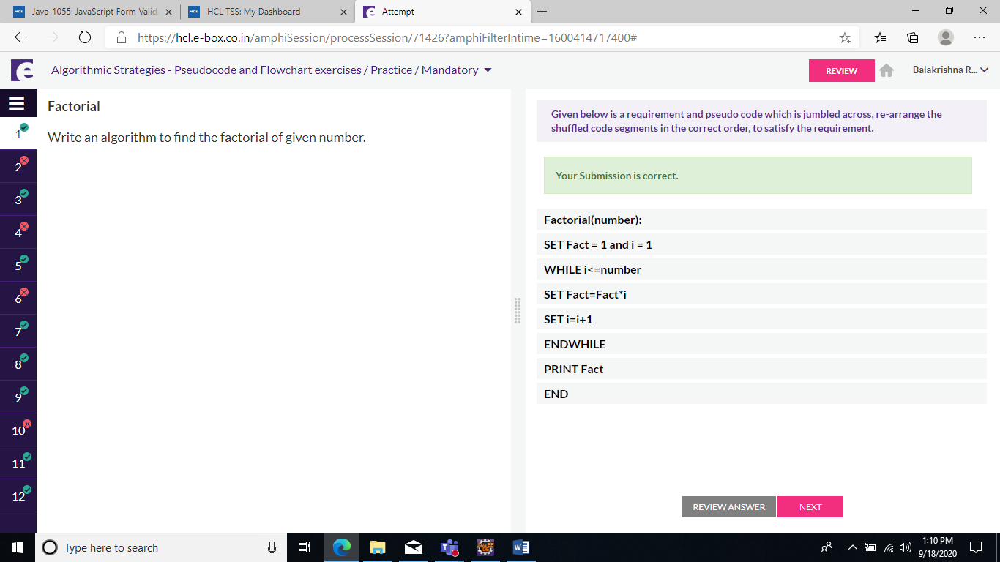 Java-1055: JavaScript Form Valid
HCL TSS: My Dashboard
Attempt
https://hcl.e-box.co.in/amphiSession/processSession/71426?amphiFilterIntime=1600414717400#
Algorithmic Strategies - Pseudocode and Flowchart exercises / Practice / Mandatory
REVIEW
Balakrishna R...
Factorial
Write an algorithm to find the factorial of given number.
1
2
3
4
5
6
7
8
9
10
11
12
Given below is a requirement and pseudo code which is jumbled across, re-arrange the
shuffled code segments in the correct order, to satisfy the requirement.
Your Submission is correct.
Factorial(number):
SET Fact = 1 and i = 1
WHILE i<=number
SET Fact=Fact*i
SET i=i+1
ENDWHILE
PRINT Fact
END
REVIEW ANSWER
NEXT
Type here to search
1:10 PM
9/18/2020